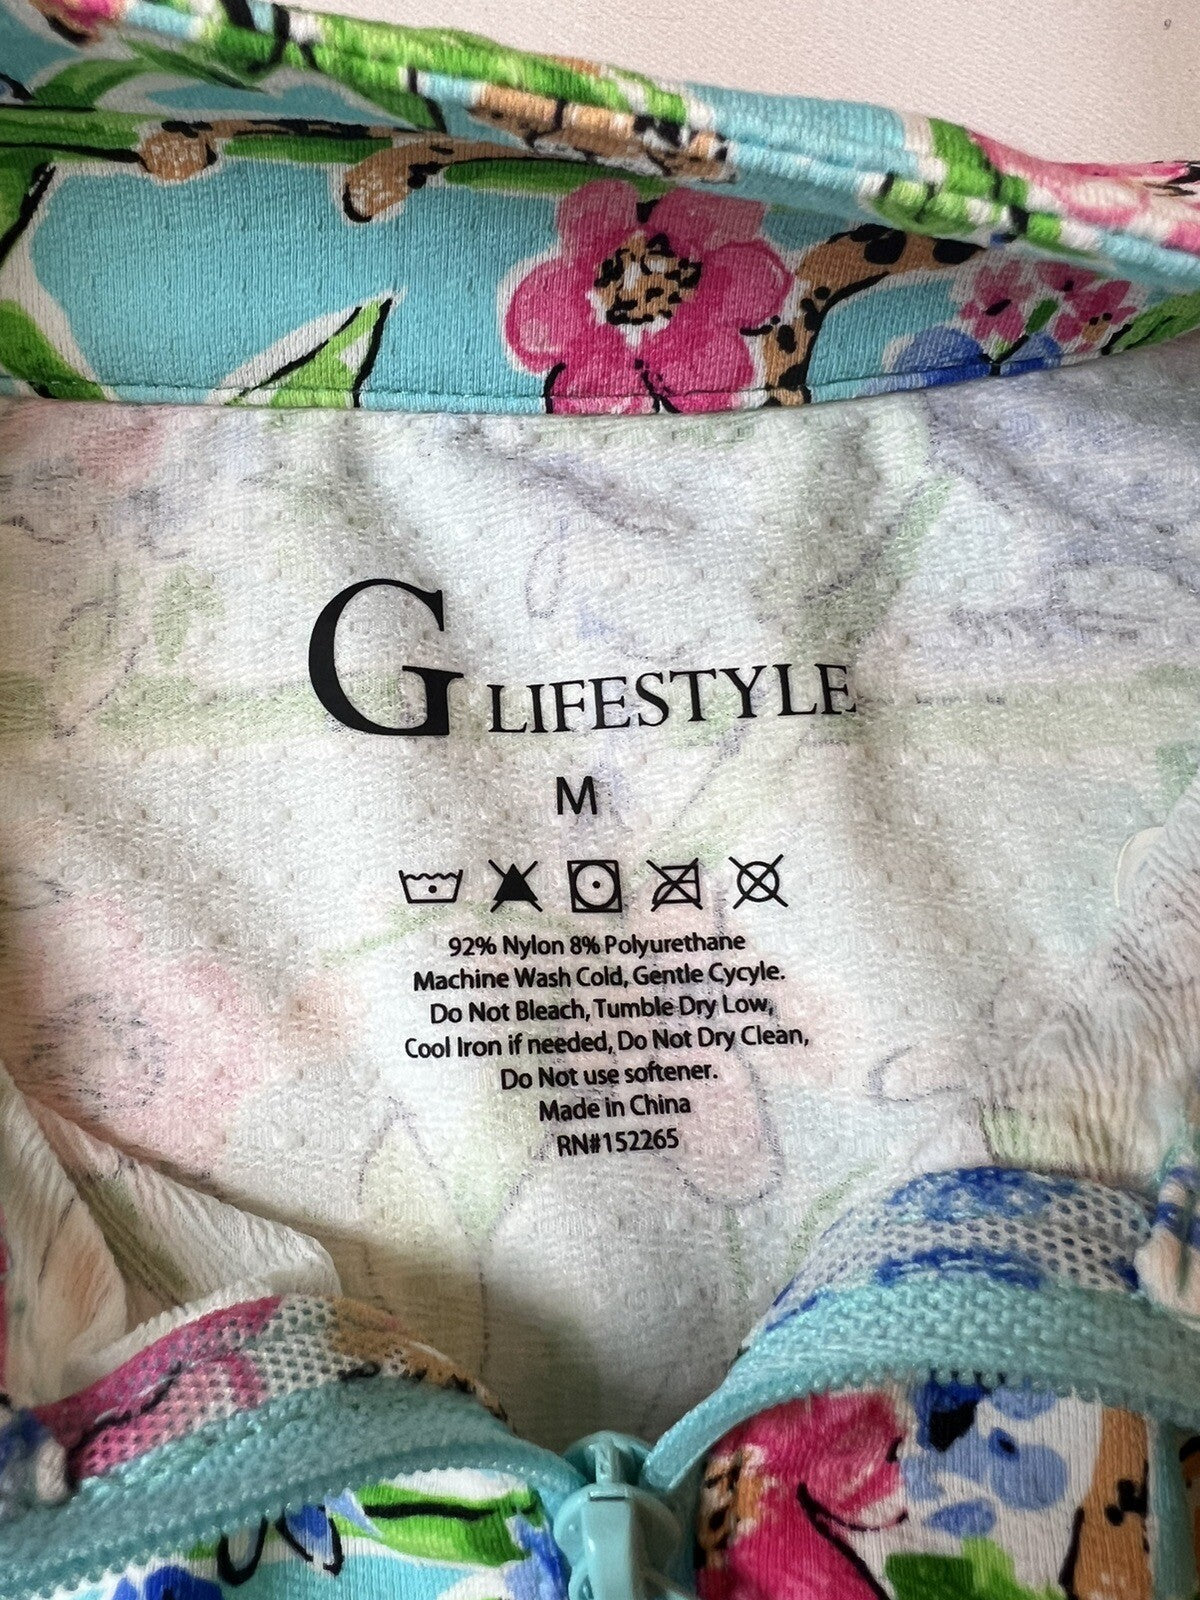 G LIFESTYLE
M
92% Nylon 8% Polyurethane
Machine Wash Cold, Gentle Cycyle.
Do Not Bleach, Tumble Dry Low,
Cool Iron if needed, Do Not Dry Clean,
Do Not use softener.
Made in China
RN#152265